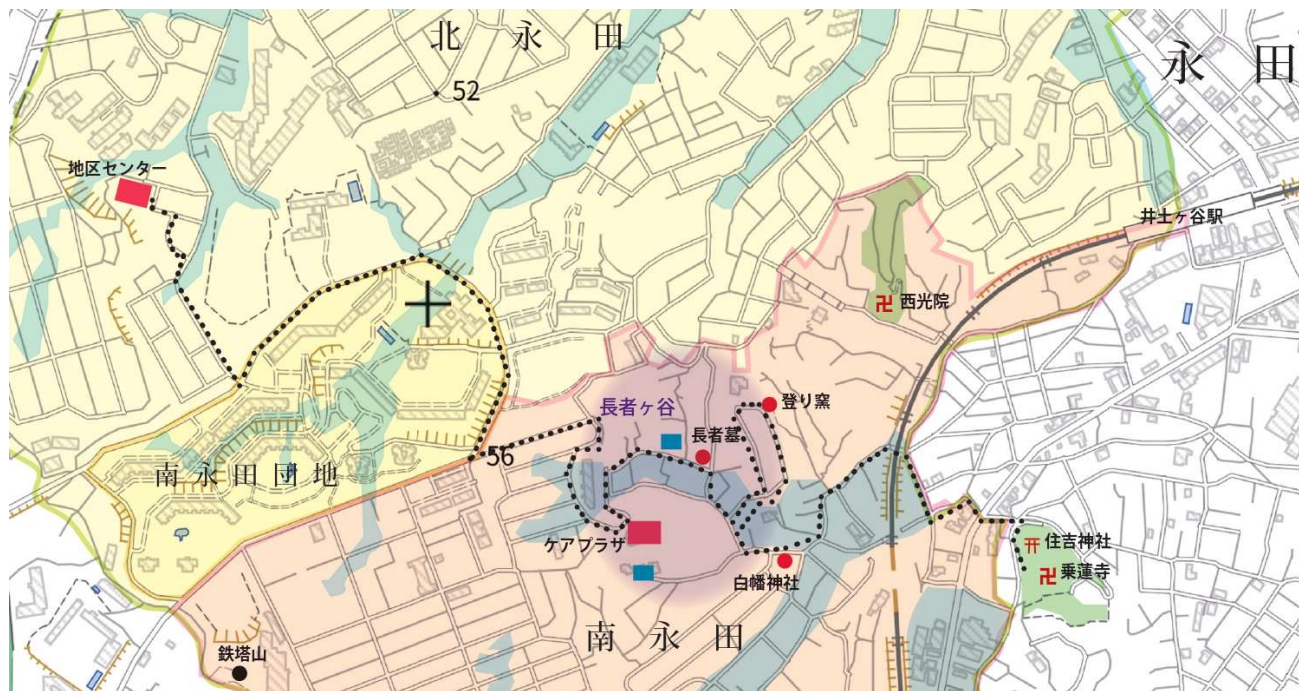 北永田
永田
52
地区センター
井土ヶ谷駅
西光院
長者ヶ谷
登り窯
長者墓
56
南永田団地
ケアプラザ
住吉神社
乗蓮寺
白幡神社
南永田
鉄塔山